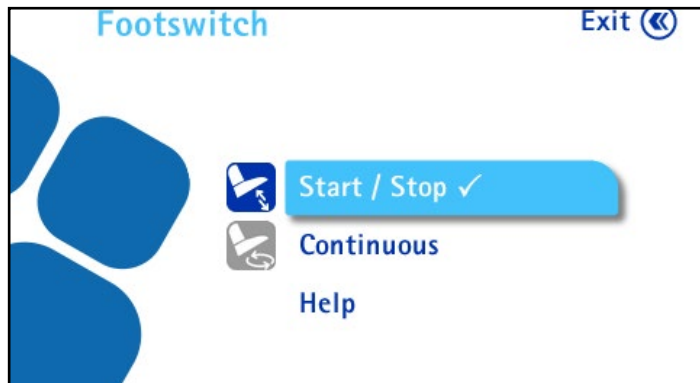 Footswitch
Exit
Start / Stop ✓
Continuous
Help